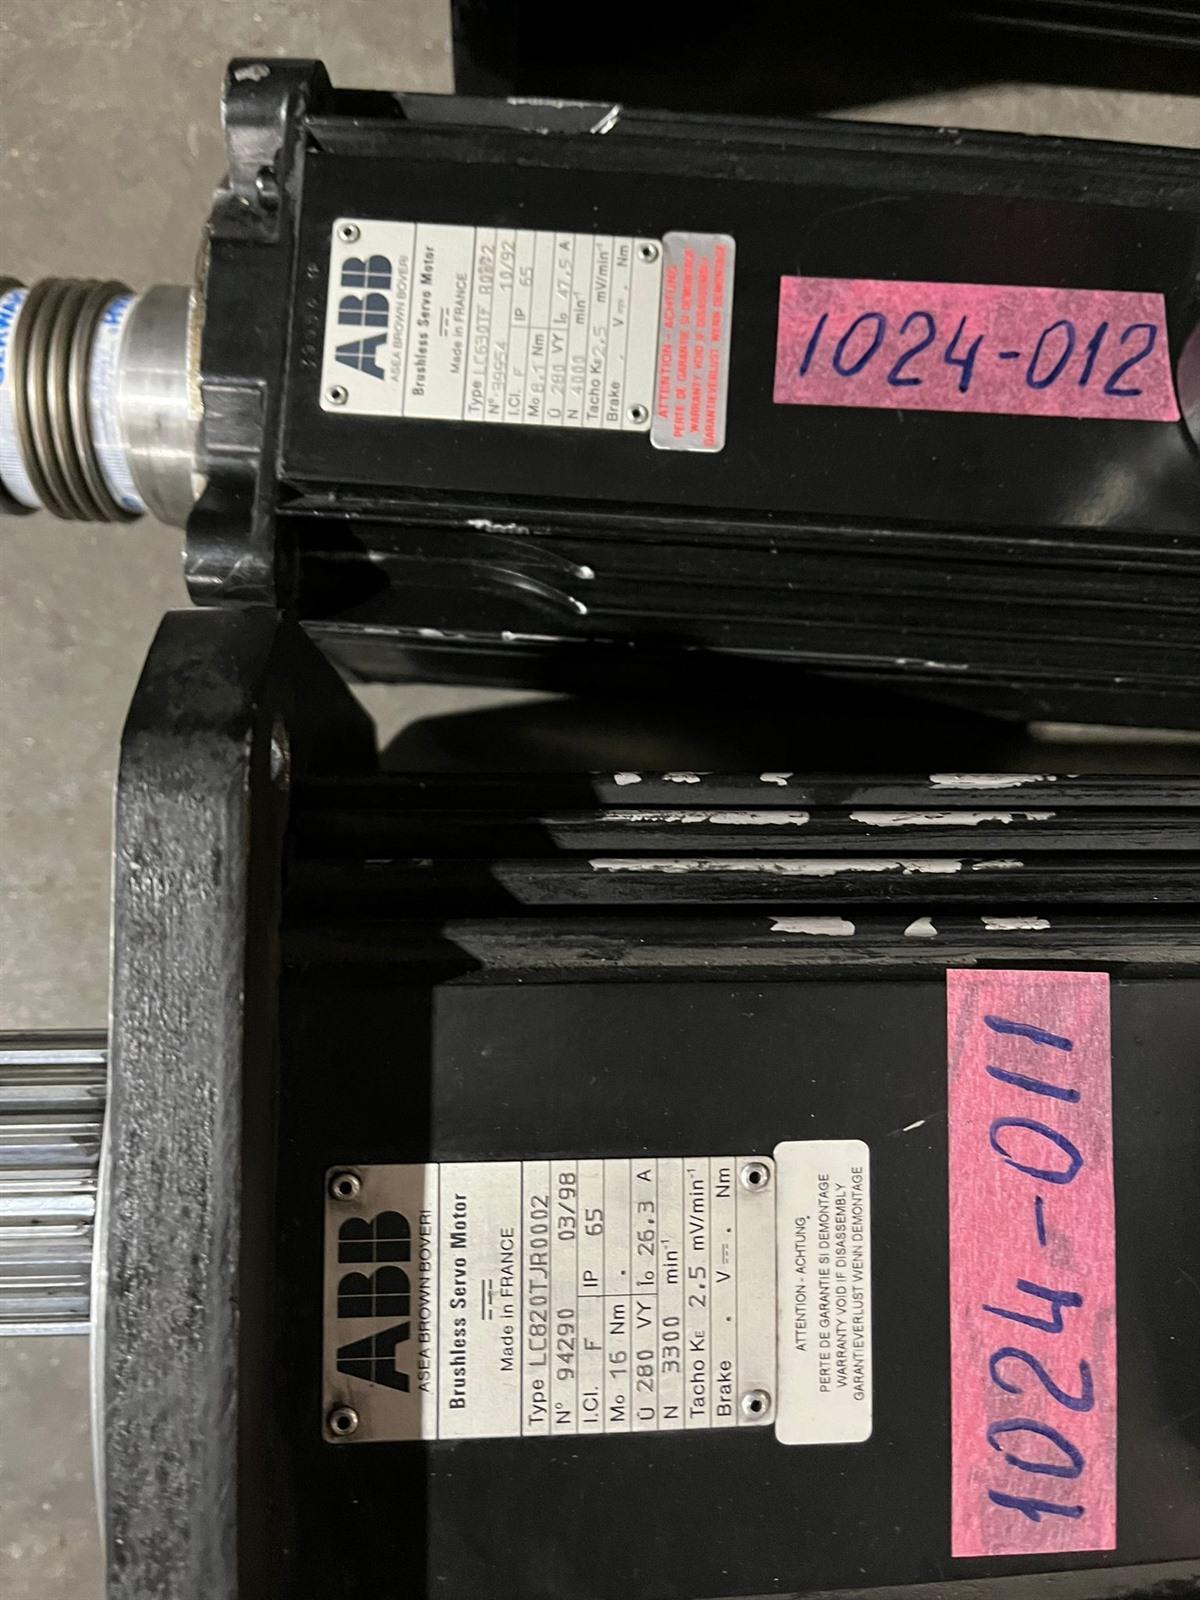 ABB
ASEA BROWN BOVERI
Brushless Servo Motor
Made in FRANCE
Type LC630TF
N° 39954 10/92
I.Cl. F IP 65
Mo 8.1 Nm
Û 280 VY Îo 47.5 A
N 4000 min⁻¹
Tacho KE 2.5 mV/min⁻¹
Brake . V . Nm
ATTENTION - ACHTUNG
PERTE DE GARANTIE SI DEMONTAGE
WARRANTY VOID IF DISASSEMBLY
GARANTIEVERLUST WENN DEMONTAGE
1024-012
ABB
ASEA BROWN BOVERI
Brushless Servo Motor
Made in FRANCE
Type LC820TJR0002
N° 94290 03/98
I.Cl. F IP 65
Mo 16 Nm .
Û 280 VY Îo 26.3 A
N 3300 min⁻¹
Tacho KE 2.5 mV/min⁻¹
Brake . V . Nm
ATTENTION - ACHTUNG
PERTE DE GARANTIE SI DEMONTAGE
WARRANTY VOID IF DISASSEMBLY
GARANTIEVERLUST WENN DEMONTAGE
1024-011